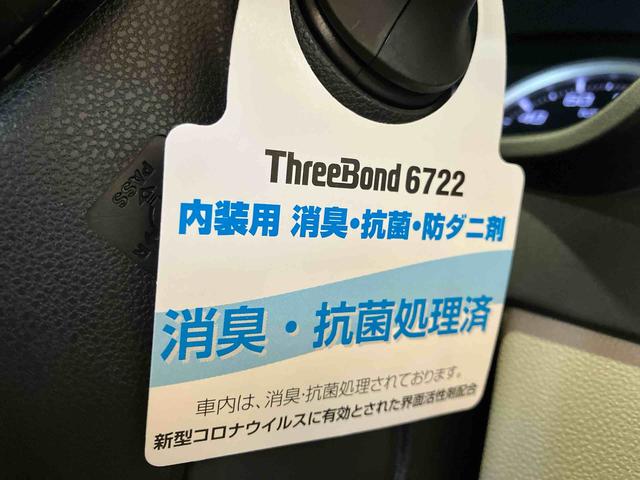 ThreeBond 6722
内装用 消臭・抗菌・防ダニ剤
消臭・抗菌処理済
車内は、消臭・抗菌処理されております。
新型コロナウイルスに有効とされた界面活性剤配合
PASS